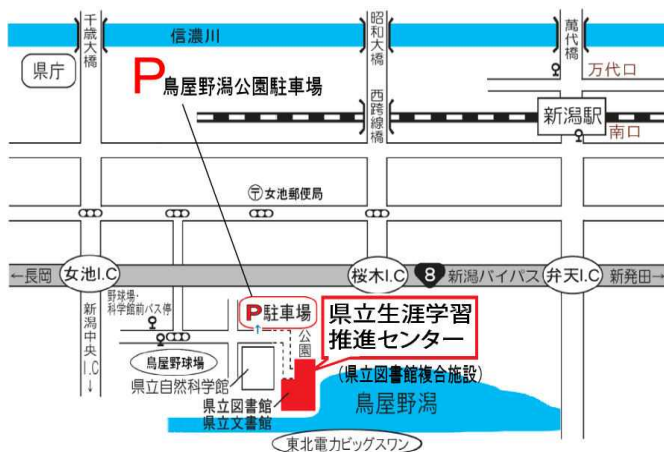 千歳大橋
信濃川
昭和大橋
萬代橋
県庁
P鳥屋野潟公園駐車場
西跨線橋
万代口
新潟駅
南口
〒女池郵便局
←長岡
女池I.C
桜木I.C
8
新潟バイパス
弁天I.C
新発田→
新潟中央I.C↓
野球場・
科学館前バス停
P駐車場
公園
県立生涯学習
推進センター
鳥屋野球場
県立自然科学館
(県立図書館複合施設)
県立図書館
県立文書館
鳥屋野潟
東北電力ビッグスワン